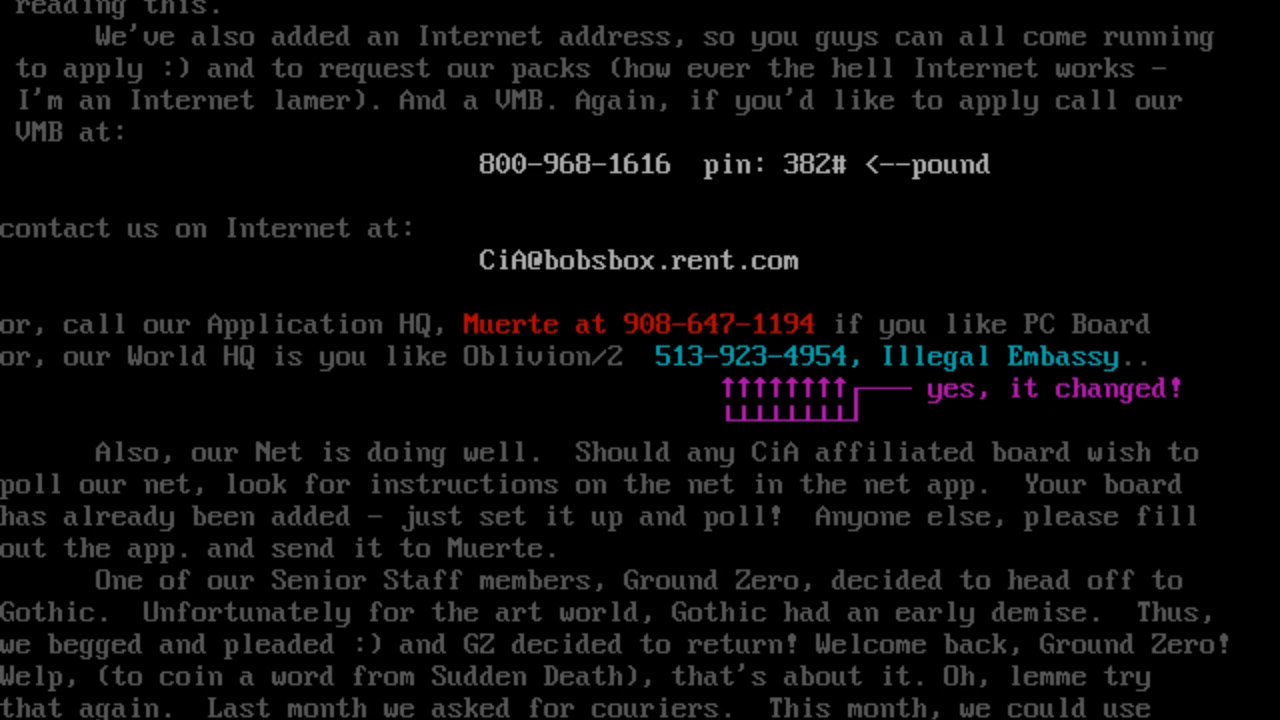 reading this.
We've also added an Internet address, so you guys can all come running
to apply :) and to request our packs (how ever the hell Internet works -
I'm an Internet lamer). And a VMB. Again, if you'd like to apply call our
VMB at:
800-968-1616  pin: 382# <--pound
contact us on Internet at:
CiA@bobsbox.rent.com
or, call our Application HQ, Muerte at 908-647-1194 if you like PC Board
or, our World HQ is you like Oblivion/2  513-923-4954, Illegal Embassy..
↑↑↑↑↑↑↑↑ yes, it changed!
Also, our Net is doing well.  Should any CiA affiliated board wish to
poll our net, look for instructions on the net in the net app.  Your board
has already been added - just set it up and poll!  Anyone else, please fill
out the app. and send it to Muerte.
One of our Senior Staff members, Ground Zero, decided to head off to
Gothic.  Unfortunately for the art world, Gothic had an early demise.  Thus,
we begged and pleaded :) and GZ decided to return! Welcome back, Ground Zero!
Welp, (to coin a word from Sudden Death), that's about it. Oh, lemme try
that again.  Last month we asked for couriers.  This month, we could use